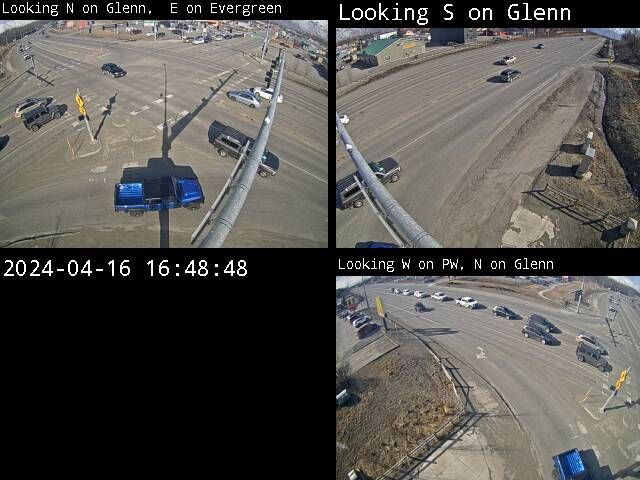 Looking N on Glenn, E on Evergreen
Looking S on Glenn
2024-04-16 16:48:48
Looking W on PW, N on Glenn